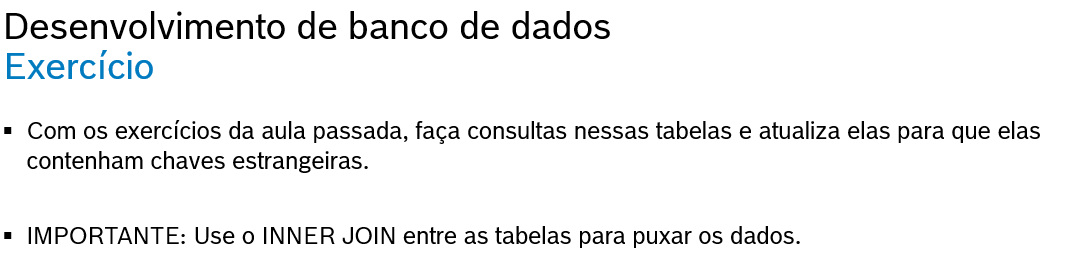 Desenvolvimento de banco de dados
Exercício
▪ Com os exercícios da aula passada, faça consultas nessas tabelas e atualiza elas para que elas
contenham chaves estrangeiras.
▪ IMPORTANTE: Use o INNER JOIN entre as tabelas para puxar os dados.